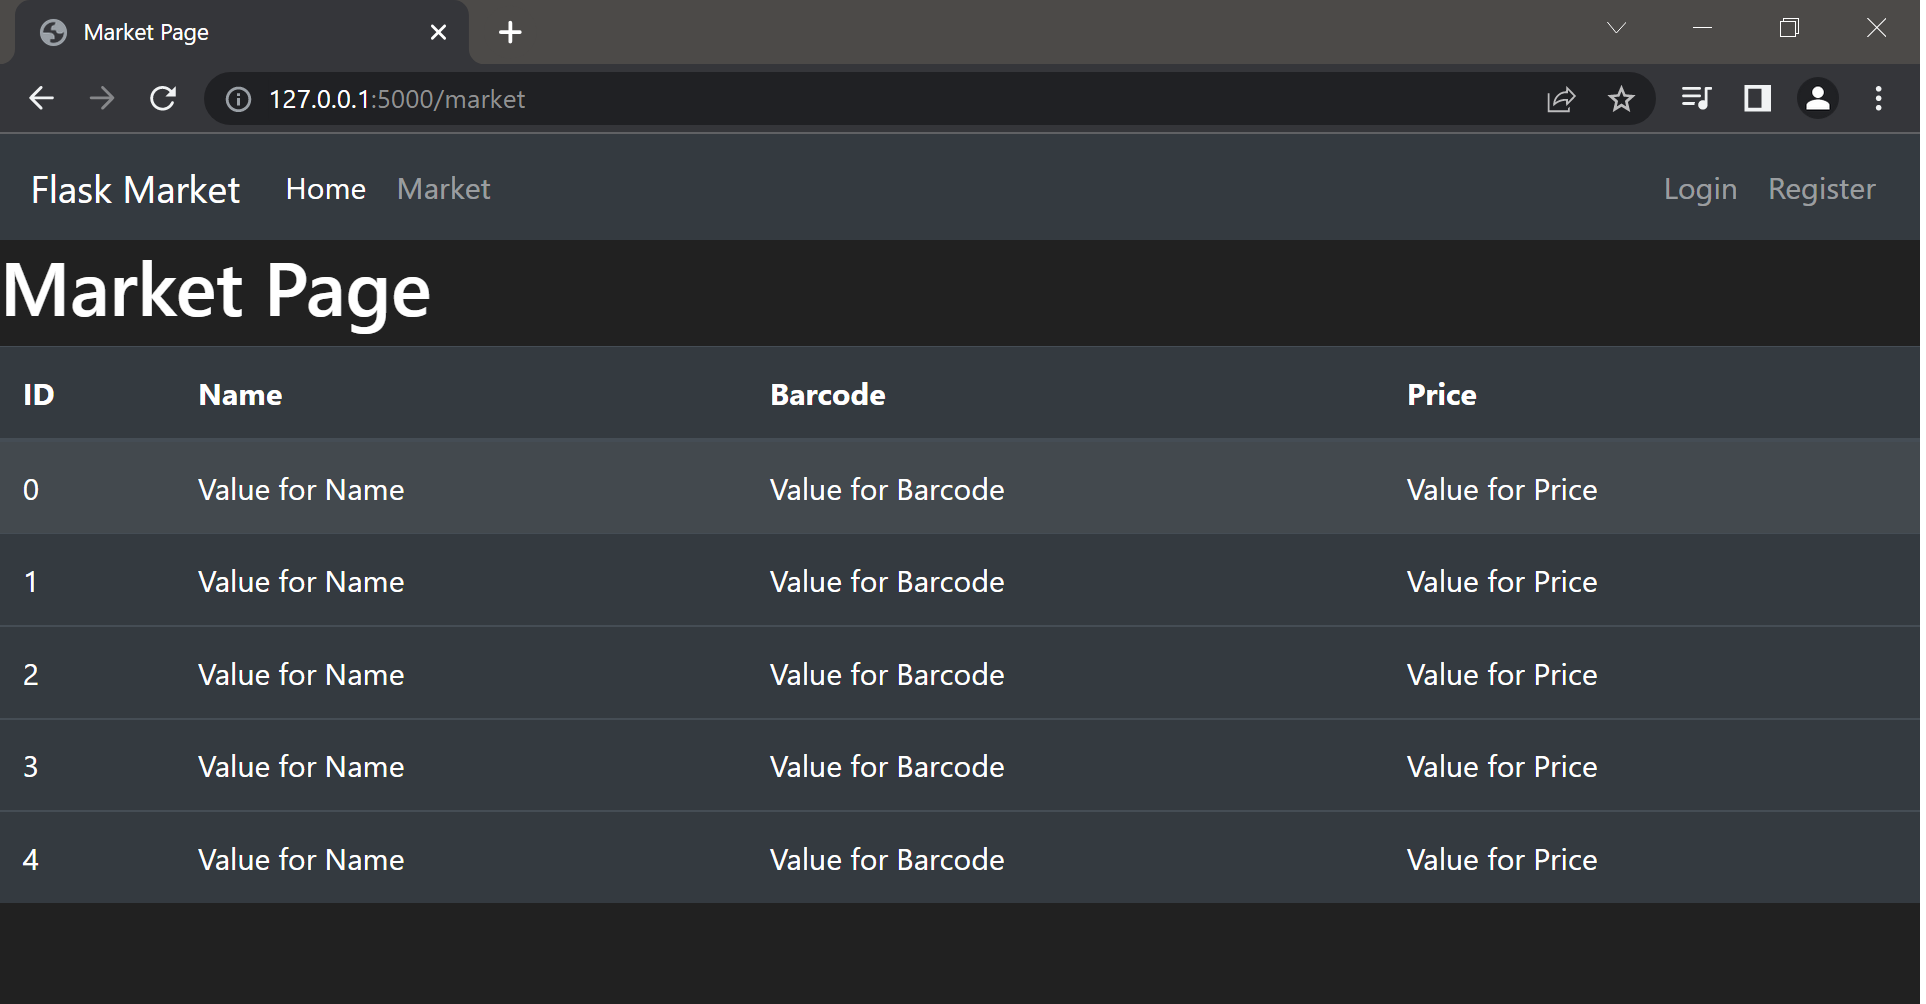 Market Page
127.0.0.1:5000/market
Flask Market Home Market Login Register
Market Page
ID Name Barcode Price
0 Value for Name Value for Barcode Value for Price
1 Value for Name Value for Barcode Value for Price
2 Value for Name Value for Barcode Value for Price
3 Value for Name Value for Barcode Value for Price
4 Value for Name Value for Barcode Value for Price